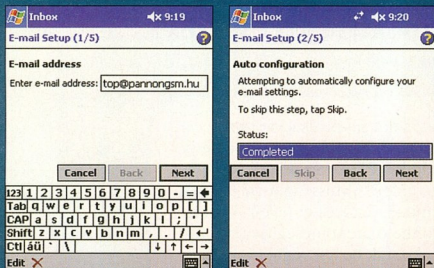 Inbox 9:19
E-mail Setup (1/5)
E-mail address
Enter e-mail address: top@pannongsm.hu
Cancel Back Next
123 1 2 3 4 5 6 7 8 9 0 - =
Tab q w e r t y u i o p [ ]
CAP a s d f g h j k l ; '
Shift z x c v b n m , . /
Ctl áü ` \
Edit
Inbox 9:20
E-mail Setup (2/5)
Auto configuration
Attempting to automatically configure your
e-mail settings.
To skip this step, tap Skip.
Status:
Completed
Cancel Skip Back Next
Edit